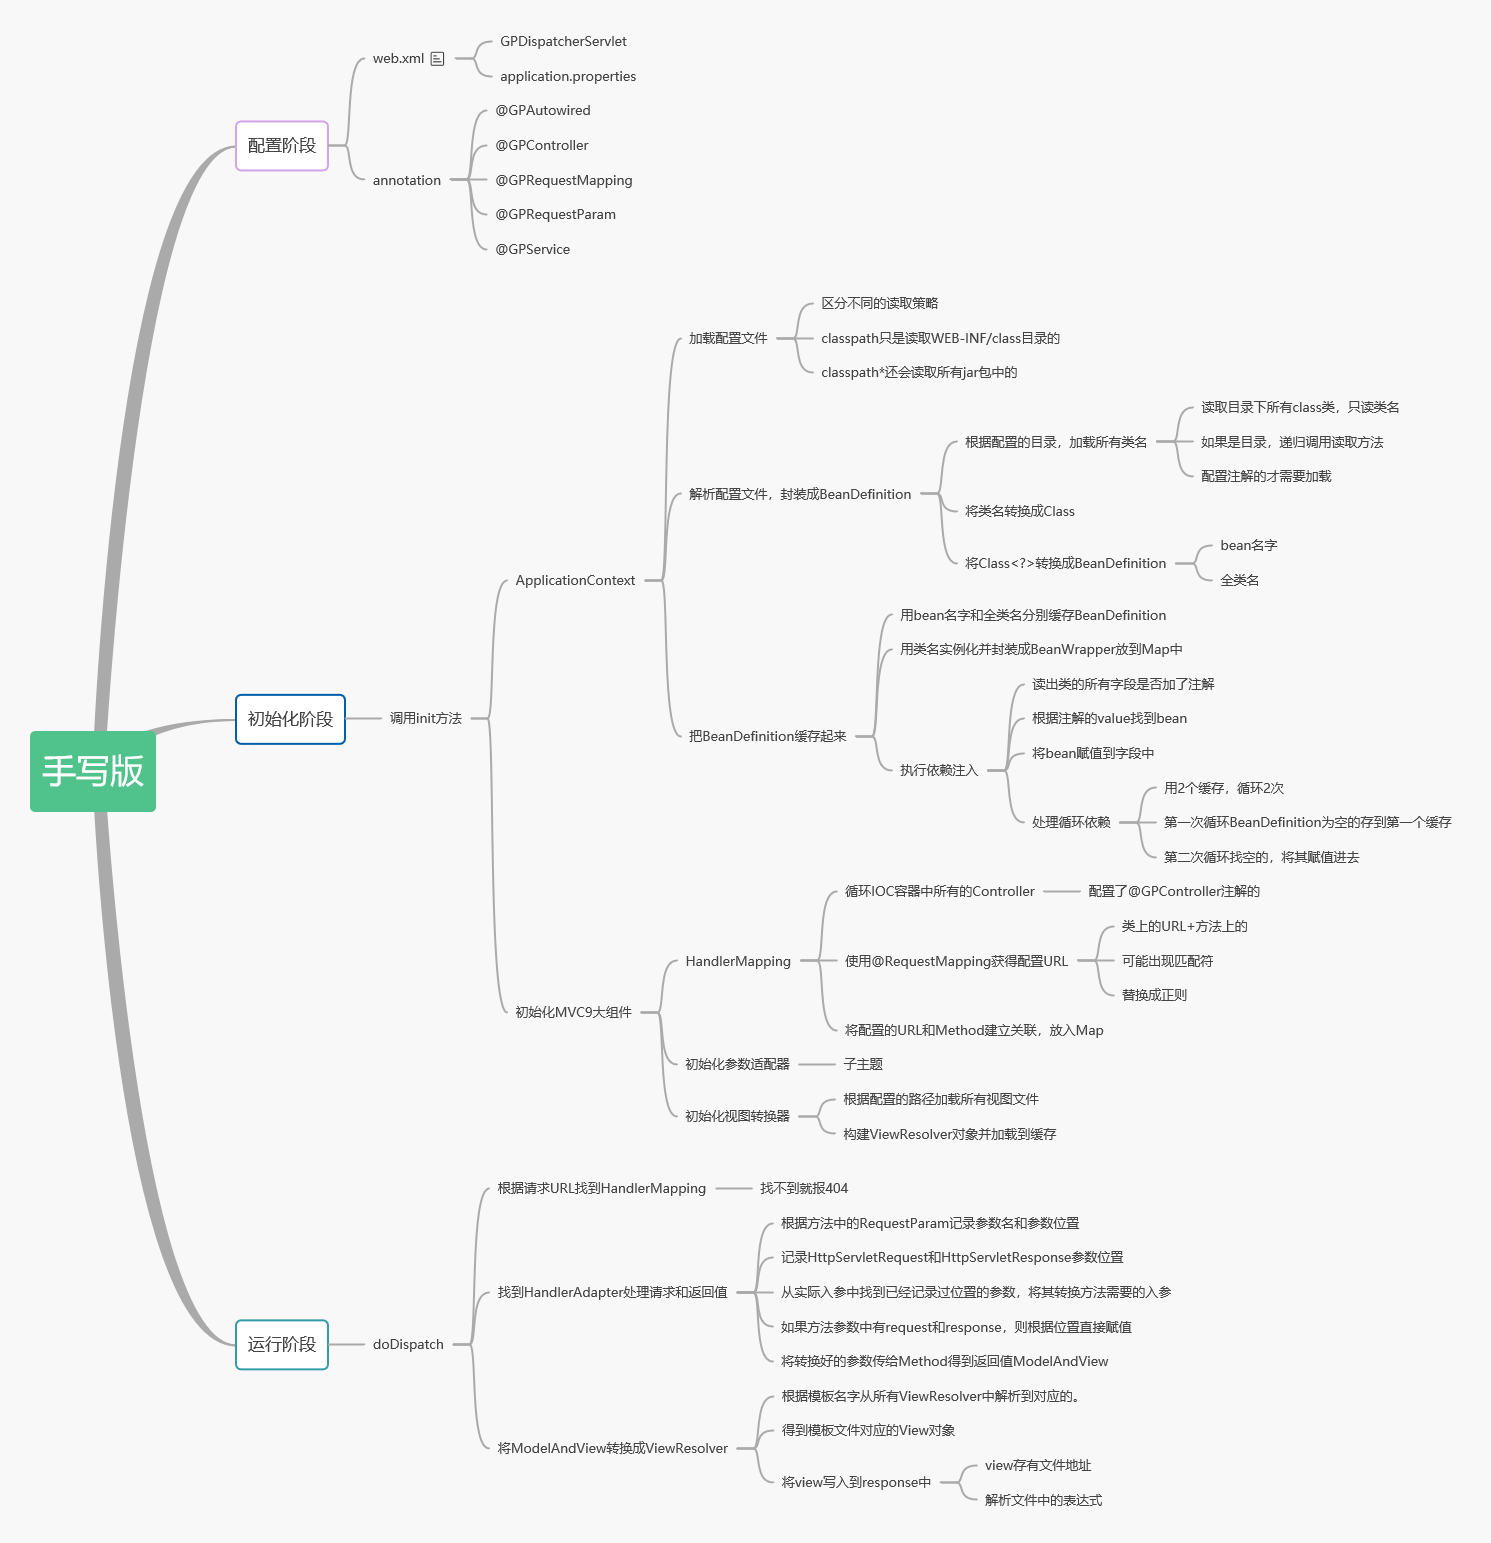 手写版
配置阶段
web.xml
GPDispatcherServlet
application.properties
annotation
@GPAutowired
@GPController
@GPRequestMapping
@GPRequestParam
@GPService
初始化阶段
调用init方法
ApplicationContext
加载配置文件
区分不同的读取策略
classpath只是读取WEB-INF/class目录的
classpath*还会读取所有jar包中的
解析配置文件，封装成BeanDefinition
根据配置的目录，加载所有类名
读取目录下所有class类，只读类名
如果是目录，递归调用读取方法
配置注解的才需要加载
将类名转换成Class
将Class<?>转换成BeanDefinition
bean名字
全类名
把BeanDefinition缓存起来
用bean名字和全类名分别缓存BeanDefinition
用类名实例化并封装成BeanWrapper放到Map中
执行依赖注入
读出类的所有字段是否加了注解
根据注解的value找到bean
将bean赋值到字段中
处理循环依赖
用2个缓存，循环2次
第一次循环BeanDefinition为空的存到第一个缓存
第二次循环找空的，将其赋值进去
初始化MVC9大组件
HandlerMapping
循环IOC容器中所有的Controller
配置了@GPController注解的
使用@RequestMapping获得配置URL
类上的URL+方法上的
可能出现匹配符
替换成正则
将配置的URL和Method建立关联，放入Map
初始化参数适配器
子主题
初始化视图转换器
根据配置的路径加载所有视图文件
构建ViewResolver对象并加载到缓存
运行阶段
doDispatch
根据请求URL找到HandlerMapping
找不到就报404
找到HandlerAdapter处理请求和返回值
根据方法中的RequestParam记录参数名和参数位置
记录HttpServletRequest和HttpServletResponse参数位置
从实际入参中找到已经记录过位置的参数，将其转换方法需要的入参
如果方法参数中有request和response，则根据位置直接赋值
将转换好的参数传给Method得到返回值ModelAndView
将ModelAndView转换成ViewResolver
根据模板名字从所有ViewResolver中解析到对应的。
得到模板文件对应的View对象
将view写入到response中
view存有文件地址
解析文件中的表达式